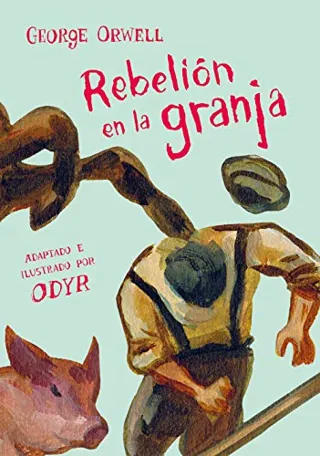 GEORGE ORWELL
Rebelión
en la granja
ADAPTADO E
ILUSTRADO POR
ODYR